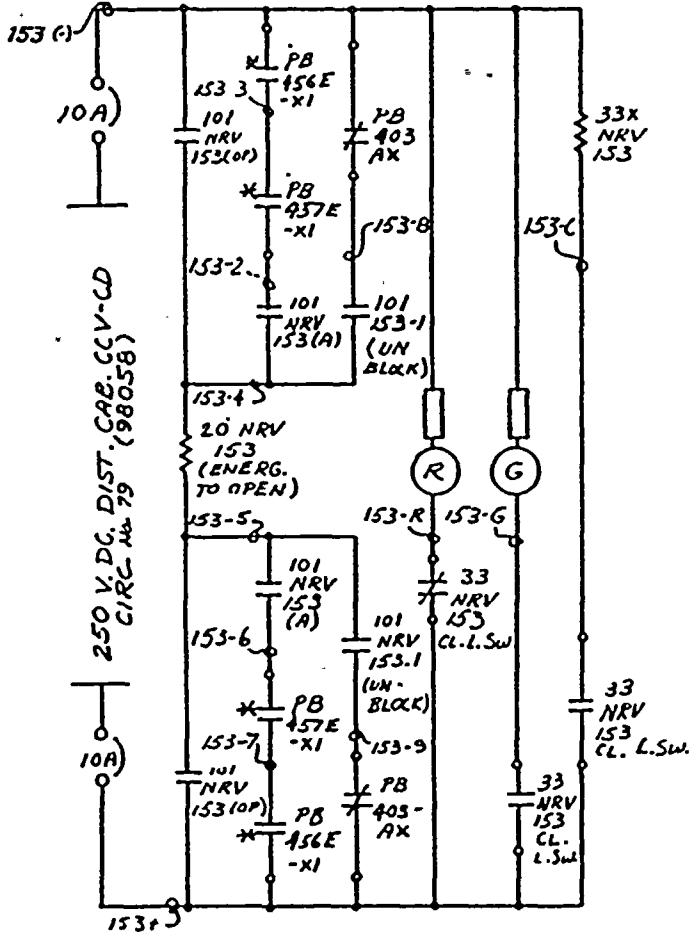 153 (-)
10A
153 3
101
NRV
153(OP)
PB
456E
-X1
PB
457E
-X1
153-2
101
NRV
153(A)
PB
403
AX
153-8
101
153-1
(UN
BLOCK)
33X
NRV
153
153-C
153-4
20 NRV
153
(ENERG.
TO OPEN)
R
G
250 V. DC. DIST. CAB. CCV-CD
CIRC No 79 (98058)
153-5
153-R
153-G
101
NRV
153
(A)
153-6
101
NRV
153.1
(UN-
BLOCK)
33
NRV
153
CL.L.SW
PB
457E
-X1
153-7
153-9
33
NRV
153
CL. L.SW.
10A
101
NRV
153(OP)
PB
456E
-X1
PB
403-
AX
33
NRV
153
CL.
L.SW
153+